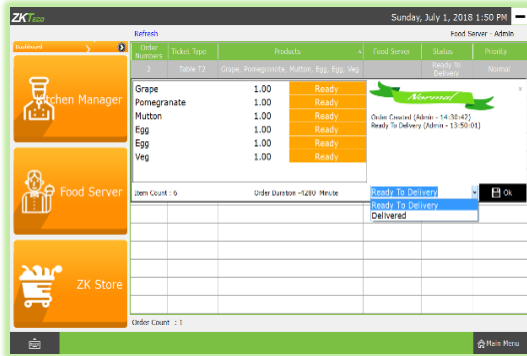 ZKTeco
Sunday, July 1, 2018 1:50 PM
Refresh
Food Server - Admin
Dashboard
Order Numbers
Ticket Type
Products
Food Server
Status
Priority
2
Table T2
Grape, Pomegranate, Mutton, Egg, Egg, Veg
Ready To Delivery
Normal
Kitchen Manager
Food Server
ZK Store
Grape 1.00 Ready
Pomegranate 1.00 Ready
Mutton 1.00 Ready
Egg 1.00 Ready
Egg 1.00 Ready
Veg 1.00 Ready
Normal
x
Order Created (Admin - 14:30:42)
Ready To Delivery (Admin - 13:50:01)
Item Count : 6
Order Duration -4280 Minute
Ready To Delivery
Ok
Ready To Delivery
Delivered
Order Count : 1
Main Menu